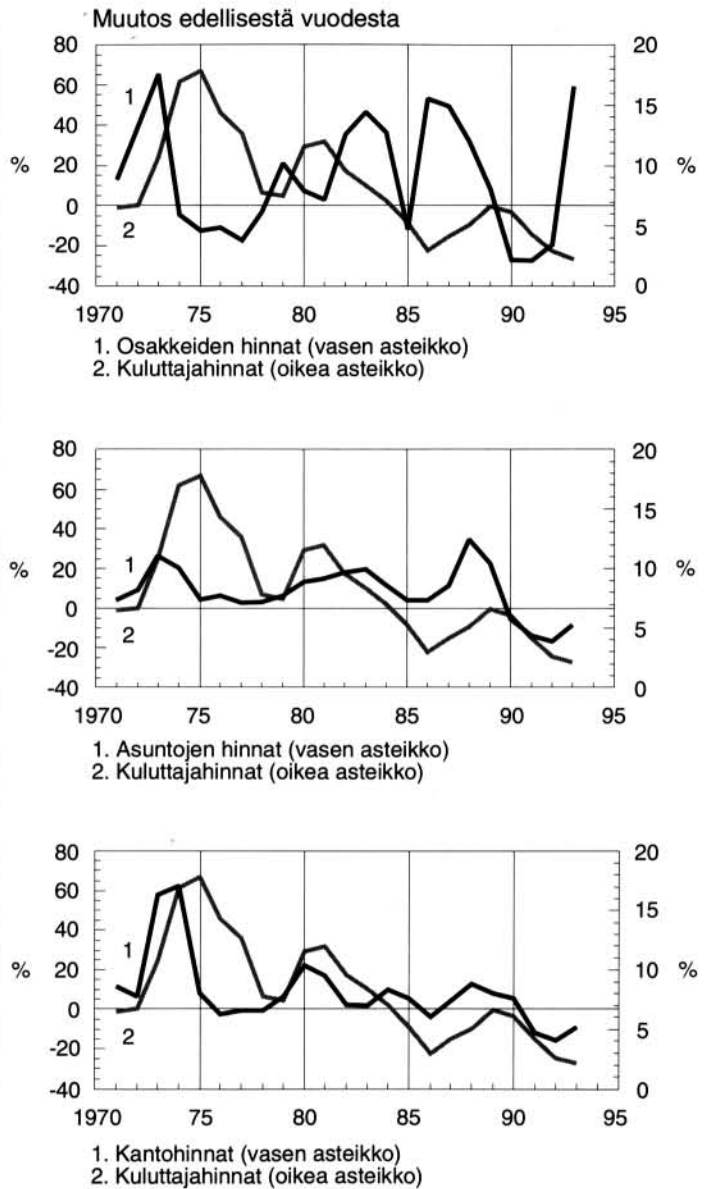 Muutos edellisestä vuodesta
80 20
60 15
40
% 20 10 %
0
-20 5
-40 0
1
2
1970 75 80 85 90 95
1. Osakkeiden hinnat (vasen asteikko)
2. Kuluttajahinnat (oikea asteikko)
80 20
60 15
40
% 20 10 %
0
-20 5
-40 0
1
2
1970 75 80 85 90 95
1. Asuntojen hinnat (vasen asteikko)
2. Kuluttajahinnat (oikea asteikko)
80 20
60 15
40
% 20 10 %
0
-20 5
-40 0
1
2
1970 75 80 85 90 95
1. Kantohinnat (vasen asteikko)
2. Kuluttajahinnat (oikea asteikko)